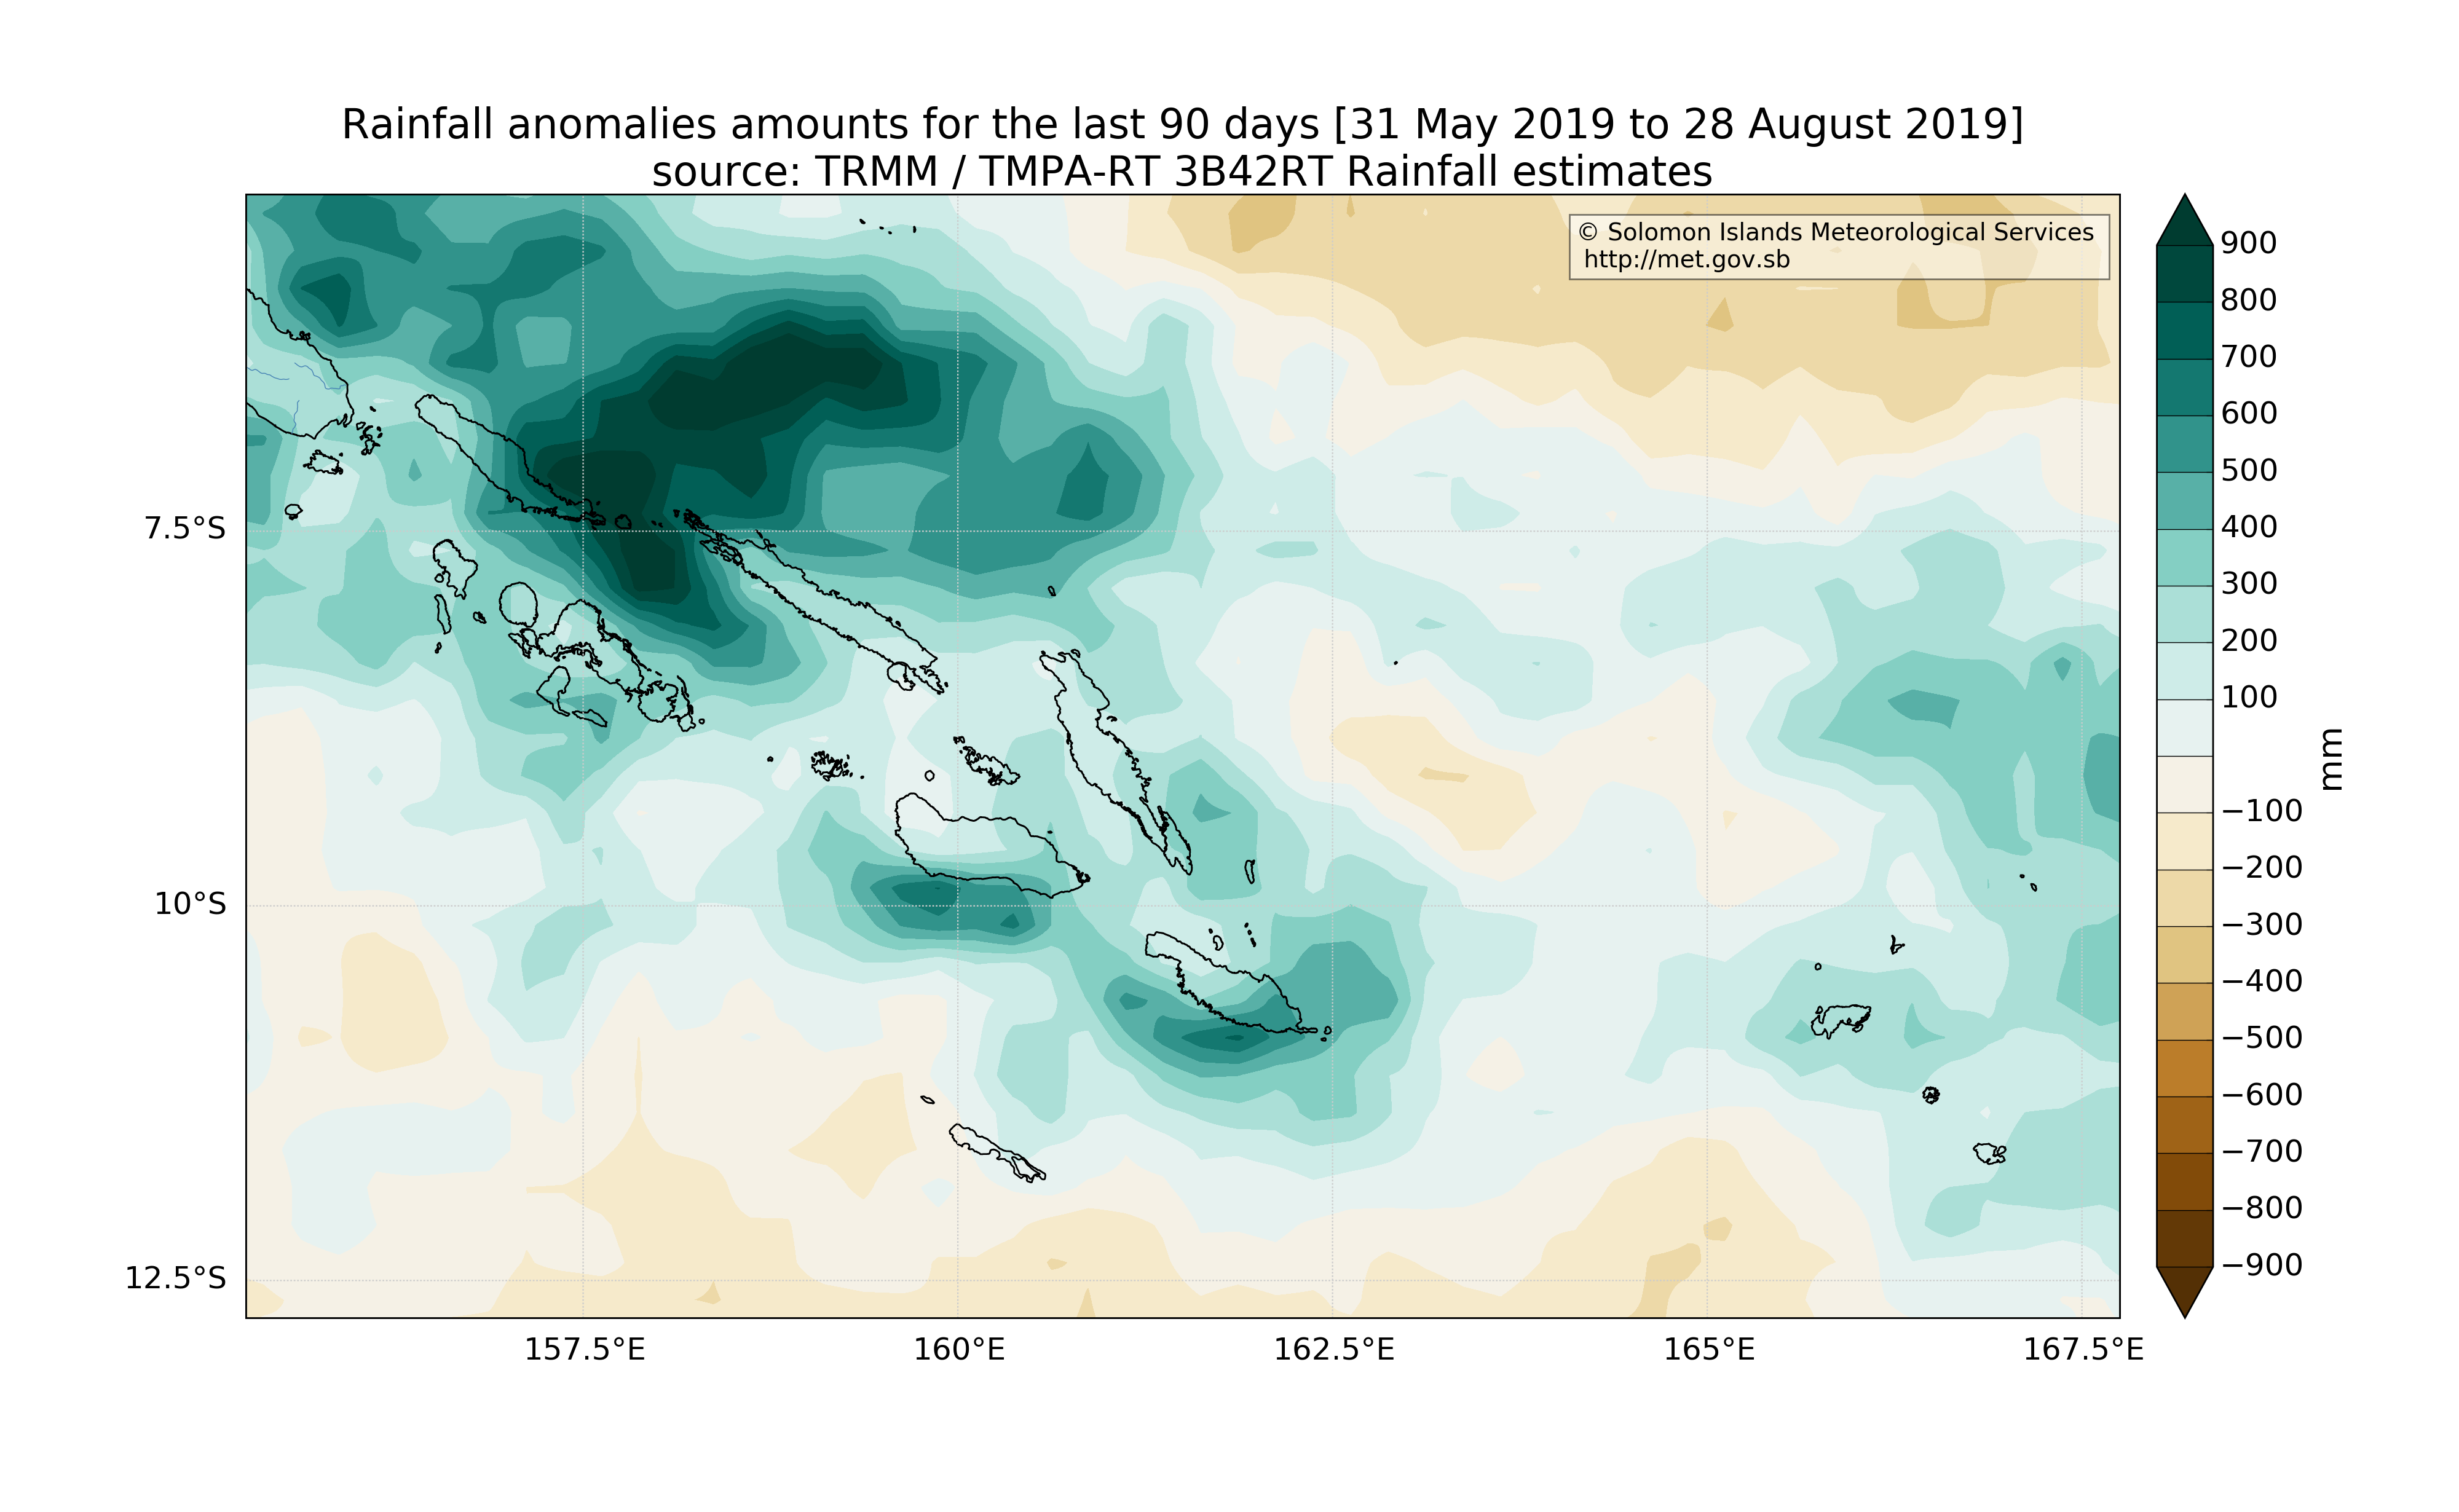 Rainfall anomalies amounts for the last 90 days [31 May 2019 to 28 August 2019]
source: TRMM / TMPA-RT 3B42RT Rainfall estimates
© Solomon Islands Meteorological Services
http://met.gov.sb
7.5°S
10°S
12.5°S
157.5°E
160°E
162.5°E
165°E
167.5°E
900
800
700
600
500
400
300
200
100
−100
−200
−300
−400
−500
−600
−700
−800
−900
mm